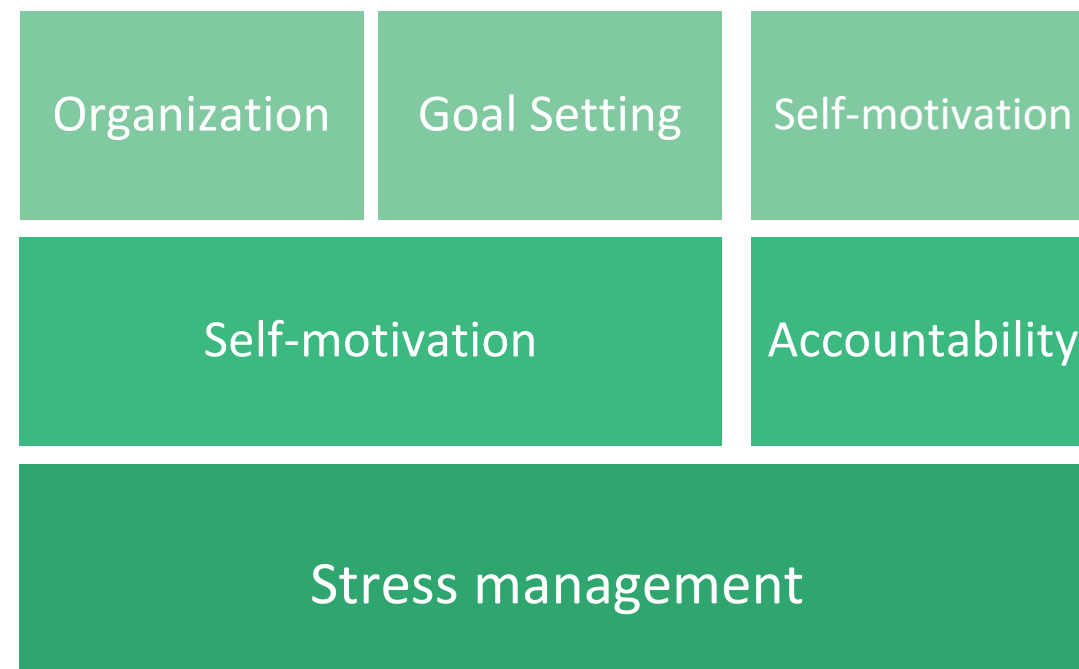 Organization
Goal Setting
Self-motivation
Self-motivation
Accountability
Stress management